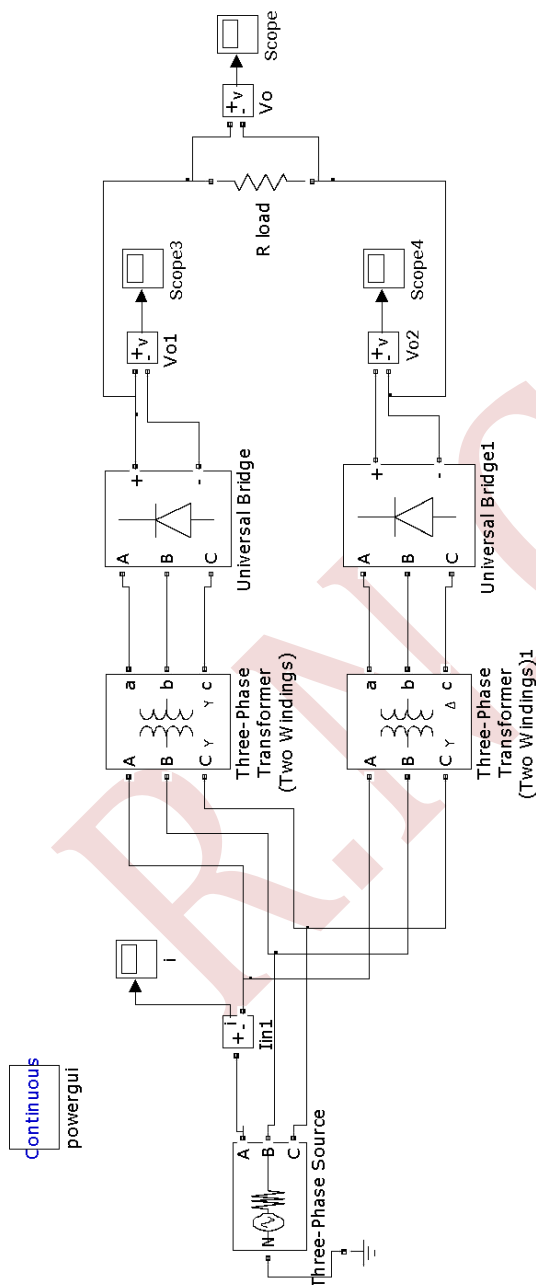 Continuous
powergui
Three-Phase Source
N
A
B
C
i
+
-
Iin1
i
A
B
C
Y
a
b
c
Y
Three-Phase
Transformer
(Two Windings)
A
B
C
Y
a
b
c
Δ
Three-Phase
Transformer
(Two Windings)1
A
B
C
+
-
Universal Bridge
A
B
C
+
-
Universal Bridge1
+
-
v
Vo1
Scope3
+
-
v
Vo2
Scope4
R load
+
-
v
Vo
Scope